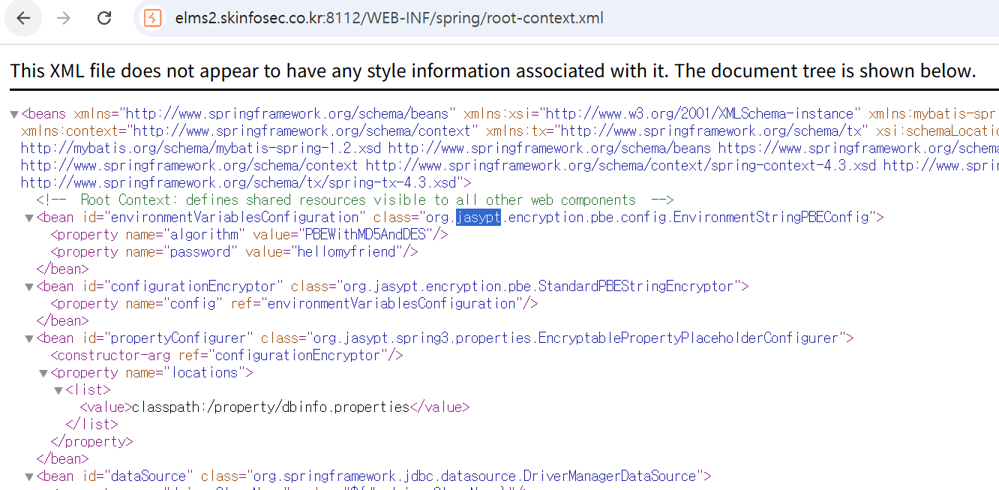 elms2.skinfosec.co.kr:8112/WEB-INF/spring/root-context.xml
This XML file does not appear to have any style information associated with it. The document tree is shown below.
▼<beans xmlns="http://www.springframework.org/schema/beans" xmlns:xsi="http://www.w3.org/2001/XMLSchema-instance" xmlns:mybatis-spr
xmlns:context="http://www.springframework.org/schema/context" xmlns:tx="http://www.springframework.org/schema/tx" xsi:schemaLocatio
http://mybatis.org/schema/mybatis-spring-1.2.xsd http://www.springframework.org/schema/beans https://www.springframework.org/schema
http://www.springframework.org/schema/context http://www.springframework.org/schema/context/spring-context-4.3.xsd http://www.sprin
http://www.springframework.org/schema/tx/spring-tx-4.3.xsd">
<!-- Root Context: defines shared resources visible to all other web components -->
▼<bean id="environmentVariablesConfiguration" class="org.jasypt.encryption.pbe.config.EnvironmentStringPBEConfig">
<property name="algorithm" value="PBEWithMD5AndDES"/>
<property name="password" value="hellomyfriend"/>
</bean>
▼<bean id="configurationEncryptor" class="org.jasypt.encryption.pbe.StandardPBEStringEncryptor">
<property name="config" ref="environmentVariablesConfiguration"/>
</bean>
▼<bean id="propertyConfigurer" class="org.jasypt.spring3.properties.EncryptablePropertyPlaceholderConfigurer">
<constructor-arg ref="configurationEncryptor"/>
▼<property name="locations">
▼<list>
<value>classpath:/property/dbinfo.properties</value>
</list>
</property>
</bean>
▼<bean id="dataSource" class="org.springframework.jdbc.datasource.DriverManagerDataSource">